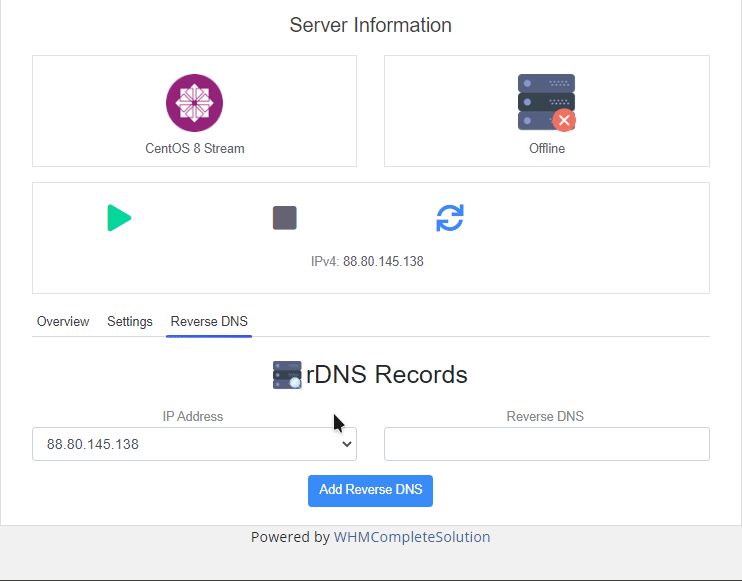 Server Information
CentOS 8 Stream
Offline
IPv4: 88.80.145.138
Overview Settings Reverse DNS
rDNS Records
IP Address Reverse DNS
88.80.145.138
Add Reverse DNS
Powered by WHMCompleteSolution